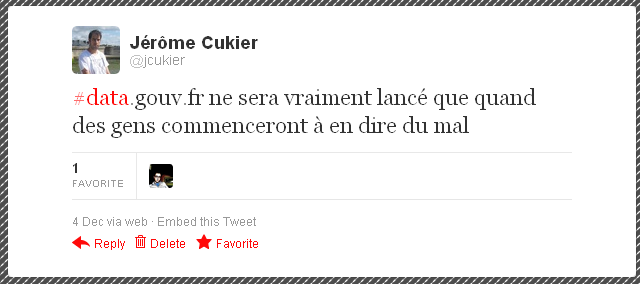 Jérôme Cukier
@jcukier
#data.gouv.fr ne sera vraiment lancé que quand
des gens commenceront à en dire du mal
1
FAVORITE
4 Dec via web · Embed this Tweet
Reply Delete Favorite